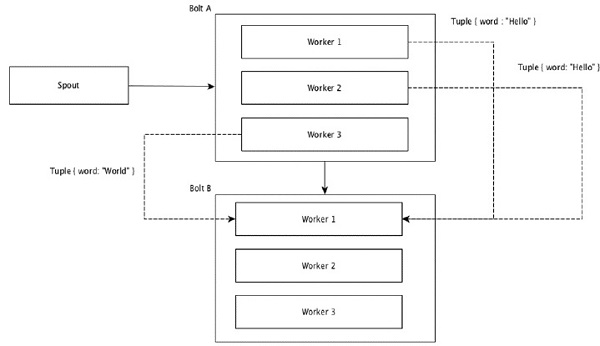 Bolt A
Tuple { word : "Hello" }
Worker 1
Tuple { word: "Hello" }
Spout
Worker 2
Worker 3
Tuple { word: "World" }
Bolt B
Worker 1
Worker 2
Worker 3